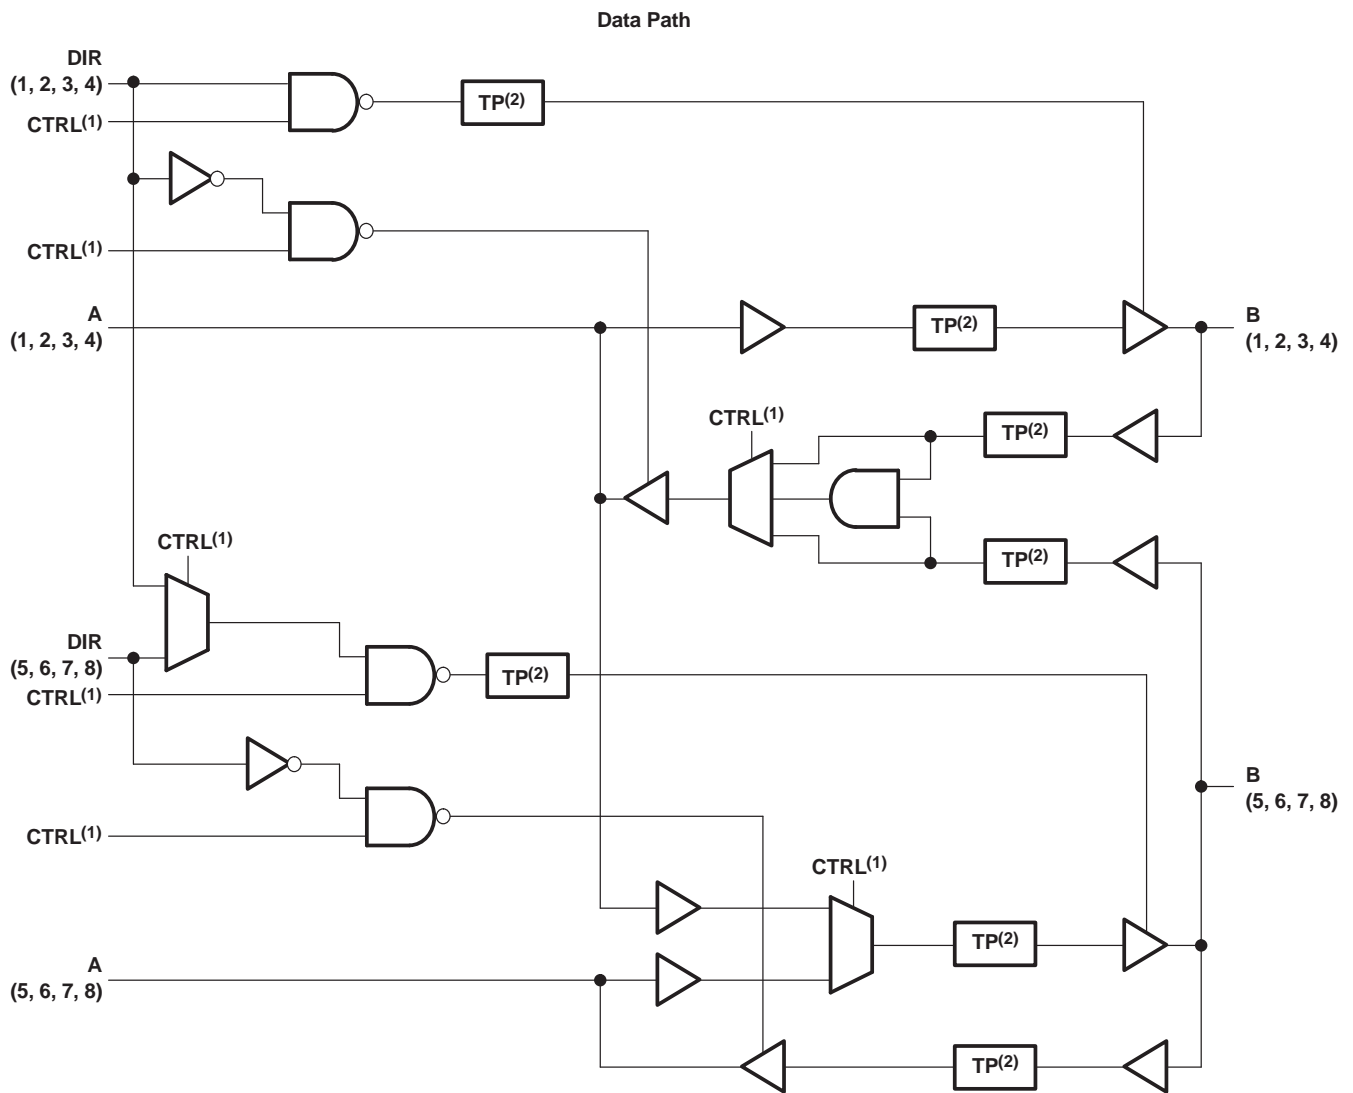 Data Path
DIR
(1, 2, 3, 4)
CTRL(1)
TP(2)
CTRL(1)
A
(1, 2, 3, 4)
TP(2)
B
(1, 2, 3, 4)
CTRL(1)
TP(2)
CTRL(1)
TP(2)
DIR
(5, 6, 7, 8)
CTRL(1)
TP(2)
B
(5, 6, 7, 8)
CTRL(1)
CTRL(1)
TP(2)
A
(5, 6, 7, 8)
TP(2)